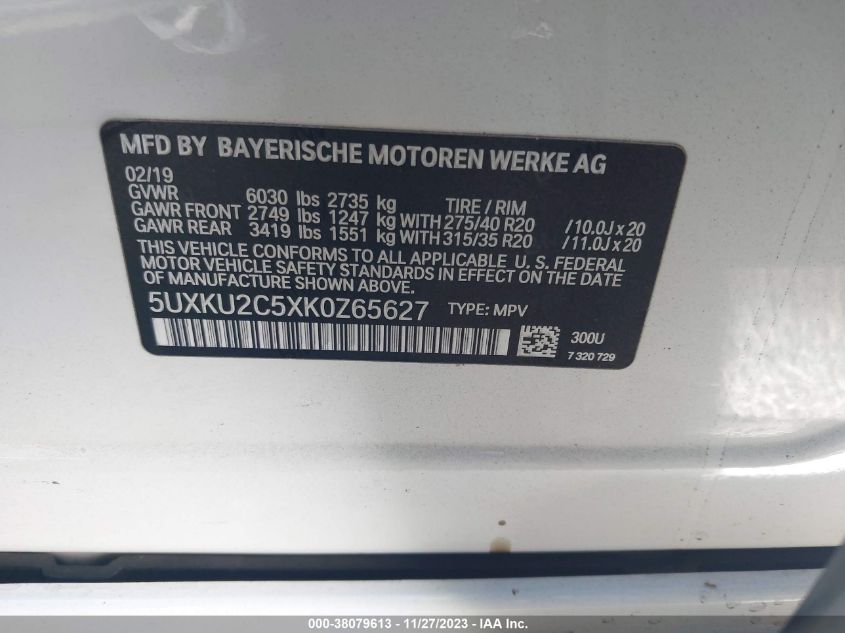 MFD BY BAYERISCHE MOTOREN WERKE AG
02/19
GVWR 6030 lbs 2735 kg TIRE / RIM
GAWR FRONT 2749 lbs 1247 kg WITH 275/40 R20 /10.0J x 20
GAWR REAR 3419 lbs 1551 kg WITH 315/35 R20 /11.0J x 20
THIS VEHICLE CONFORMS TO ALL APPLICABLE U. S. FEDERAL
MOTOR VEHICLE SAFETY STANDARDS IN EFFECT ON THE DATE
OF MANUFACTURE SHOWN ABOVE.
5UXKU2C5XK0Z65627 TYPE: MPV
300U
7 320 729
000-38079613 - 11/27/2023 - IAA Inc.